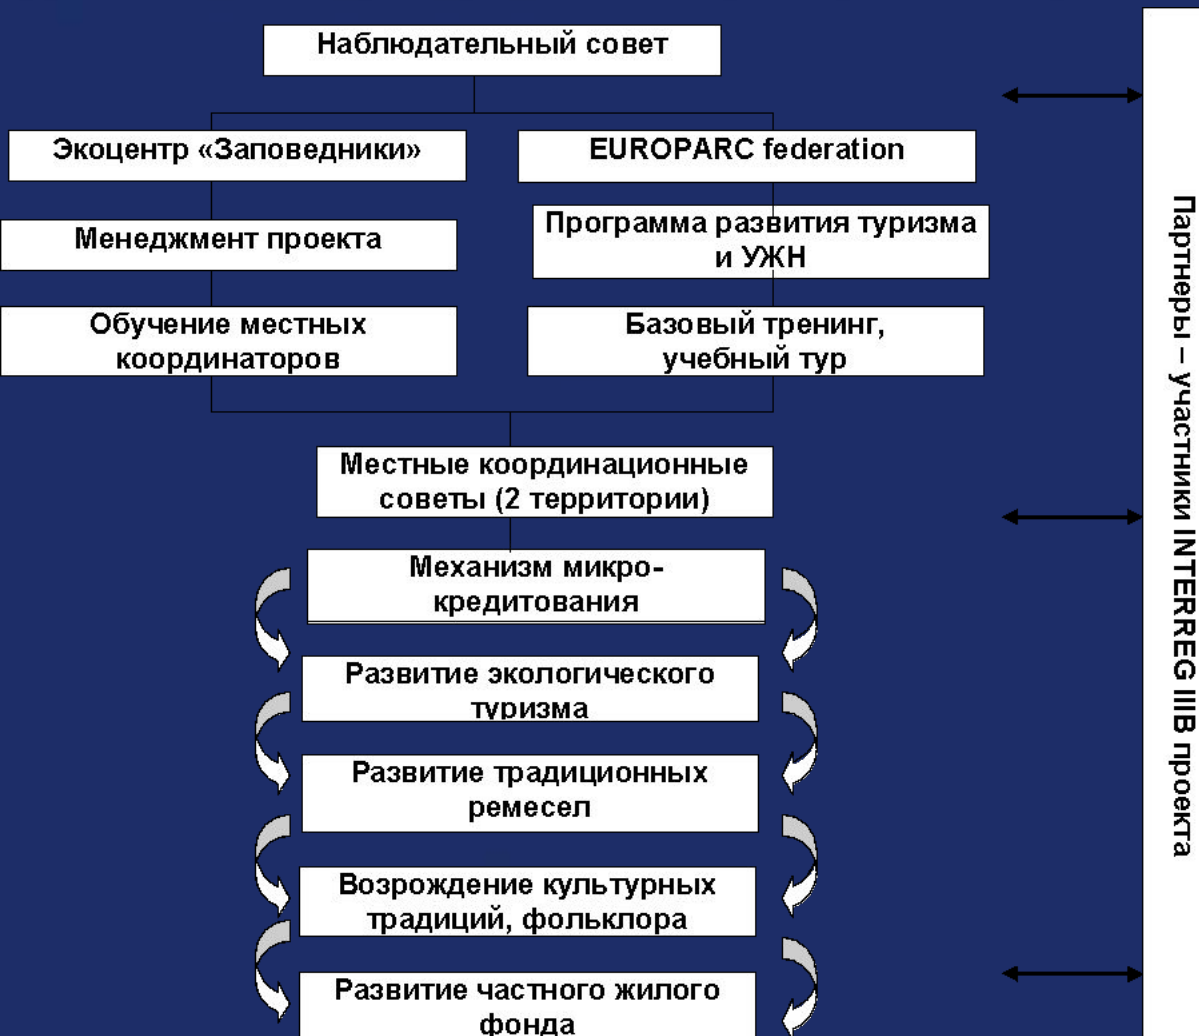 Наблюдательный совет
Экоцентр «Заповедники»
EUROPARC federation
Менеджмент проекта
Программа развития туризма
и УЖН
Обучение местных
координаторов
Базовый тренинг,
учебный тур
Местные координационные
советы (2 территории)
Механизм микро-
кредитования
Развитие экологического
туризма
Развитие традиционных
ремесел
Возрождение культурных
традиций, фольклора
Развитие частного жилого
фонда
Партнеры – участники INTERREG IIIB проекта